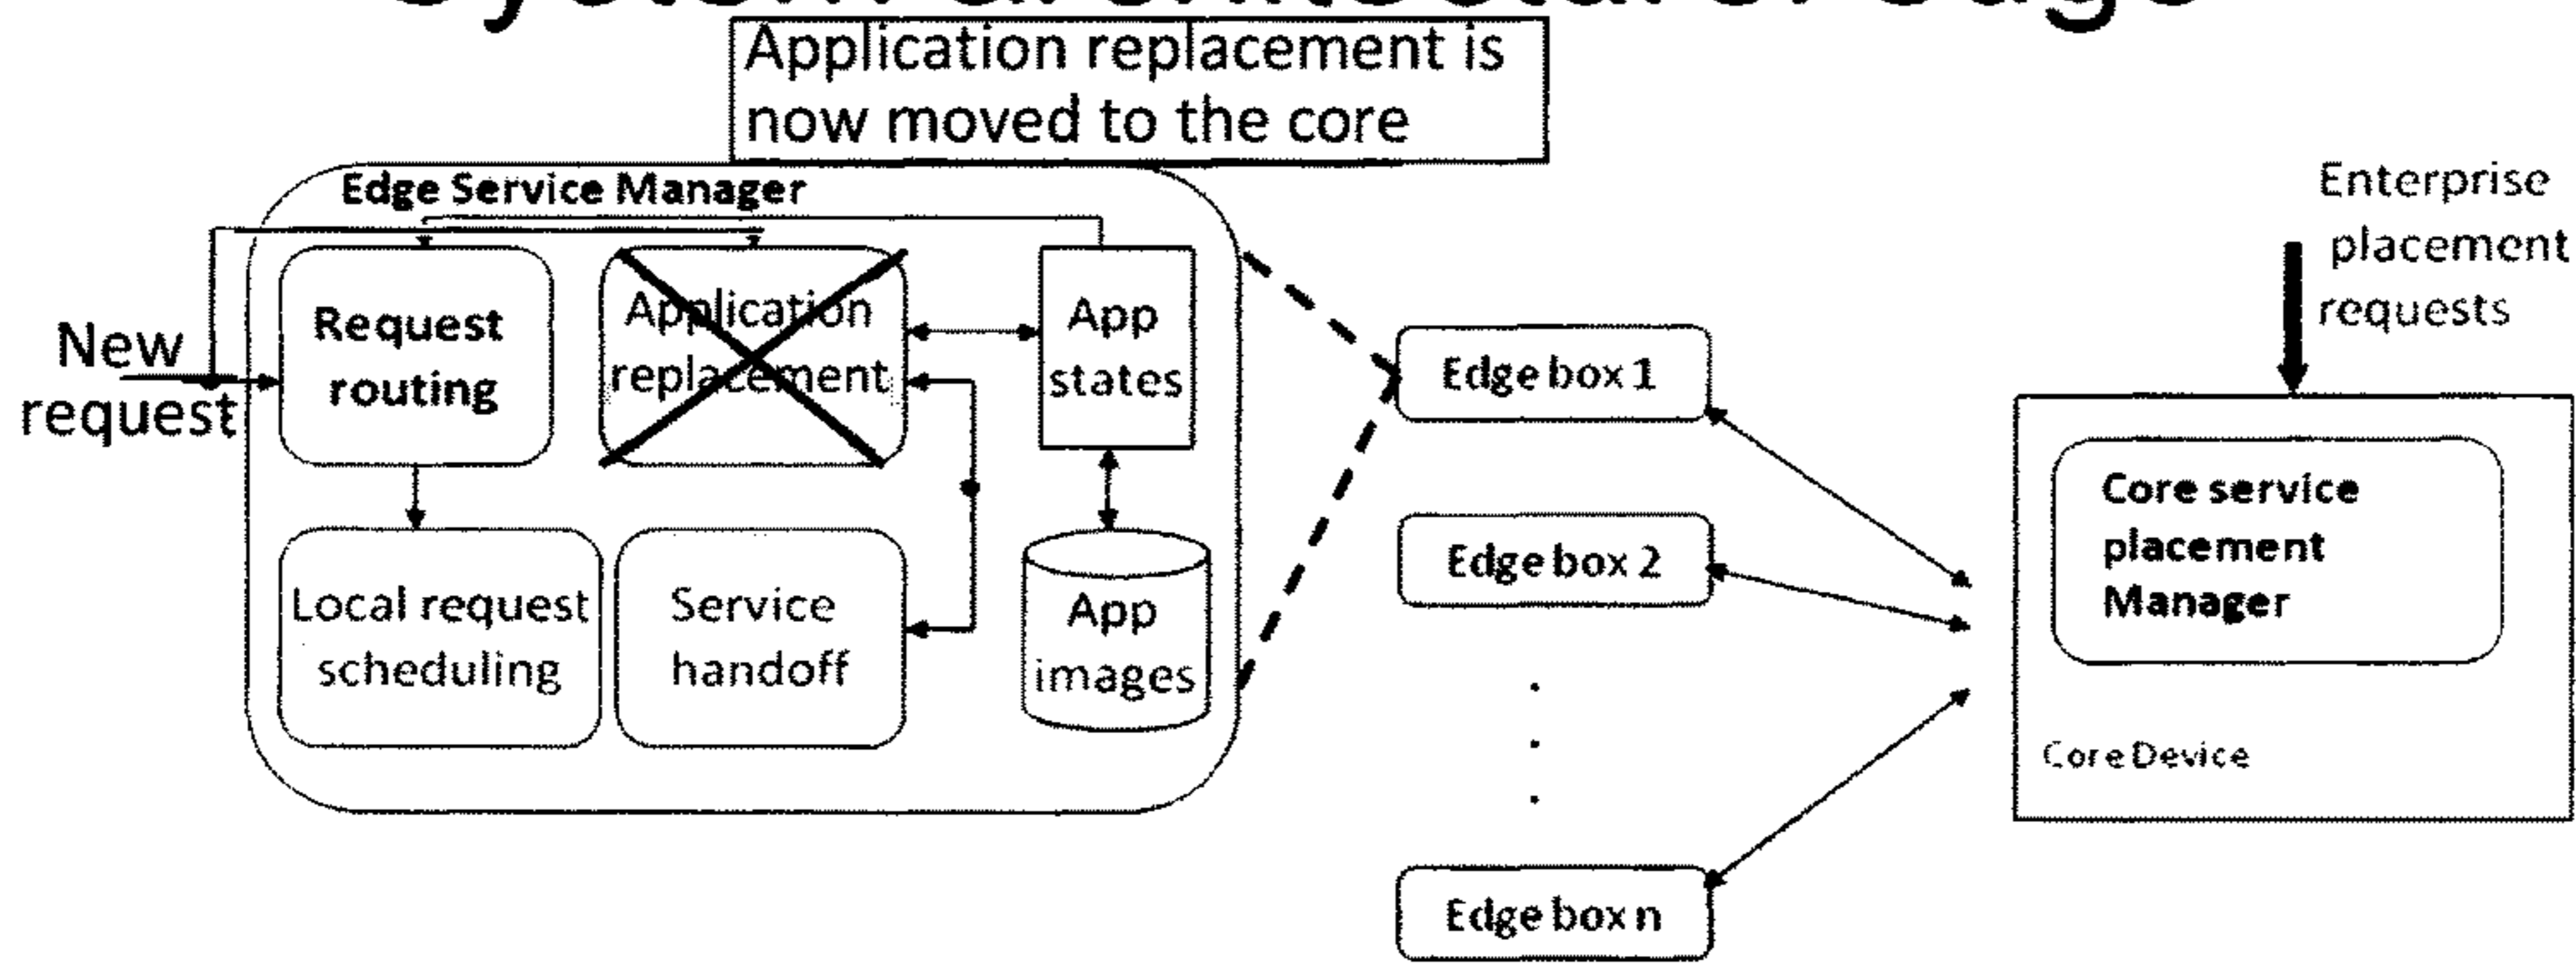 Application replacement is
now moved to the core
Edge Service Manager
New
request
Request
routing
Application
replacement
App
states
Local request
scheduling
Service
handoff
App
images
Edge box 1
Edge box 2
Edge box n
Enterprise
placement
requests
Core service
placement
Manager
Core Device